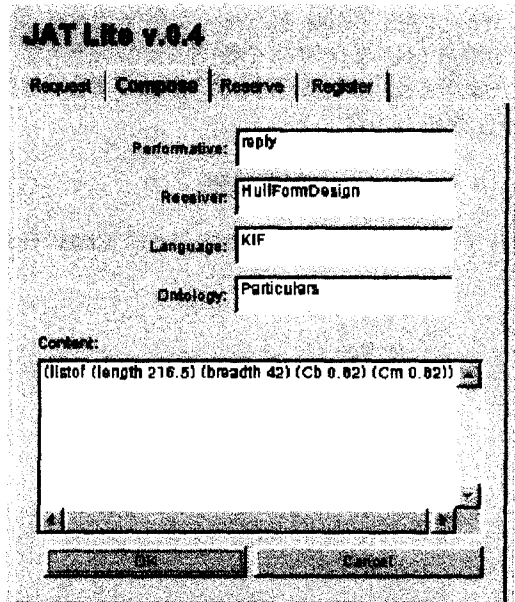 JAT Lite v.0.4
Request Compose Reserve Register
Performative: reply
Receiver: HullFormDesign
Language: KIF
Ontology: Particulars
Content:
(listof (length 216.5) (breadth 42) (Cb 0.82) (Cm 0.82))
OK Cancel